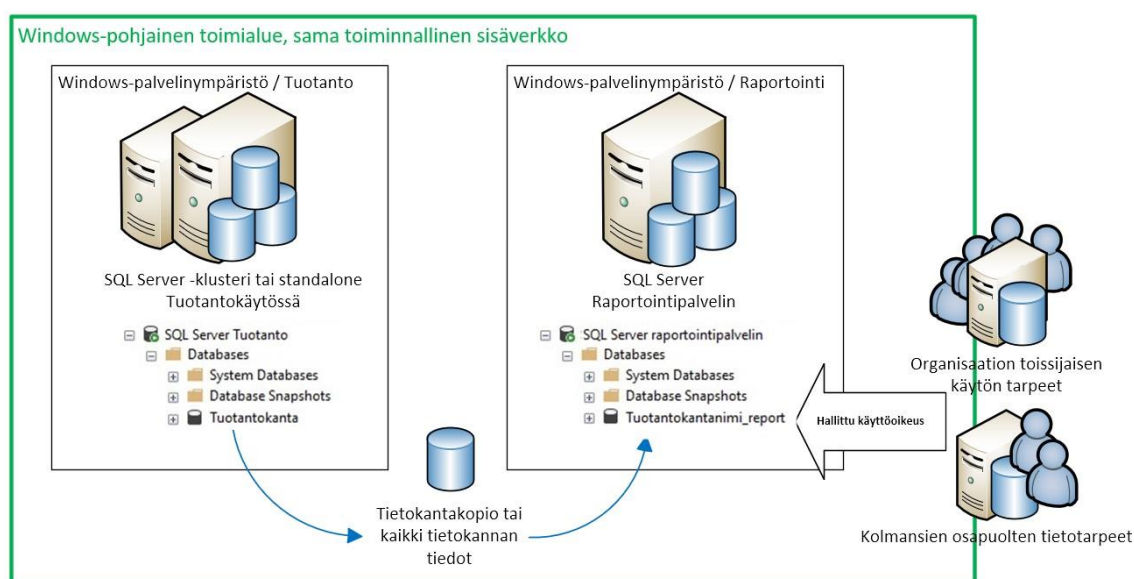 Windows-pohjainen toimialue, sama toiminnallinen sisäverkko
Windows-palvelinympäristö / Tuotanto
SQL Server -klusteri tai standalone
Tuotantokäytössä
SQL Server Tuotanto
Databases
System Databases
Database Snapshots
Tuotantokanta
Windows-palvelinympäristö / Raportointi
SQL Server
Raportointipalvelin
SQL Server raportointipalvelin
Databases
System Databases
Database Snapshots
Tuotantokantanimi_report
Tietokantakopio tai
kaikki tietokannan
tiedot
Hallittu käyttöoikeus
Organisaation toissijaisen
käytön tarpeet
Kolmansien osapuolten tietotarpeet